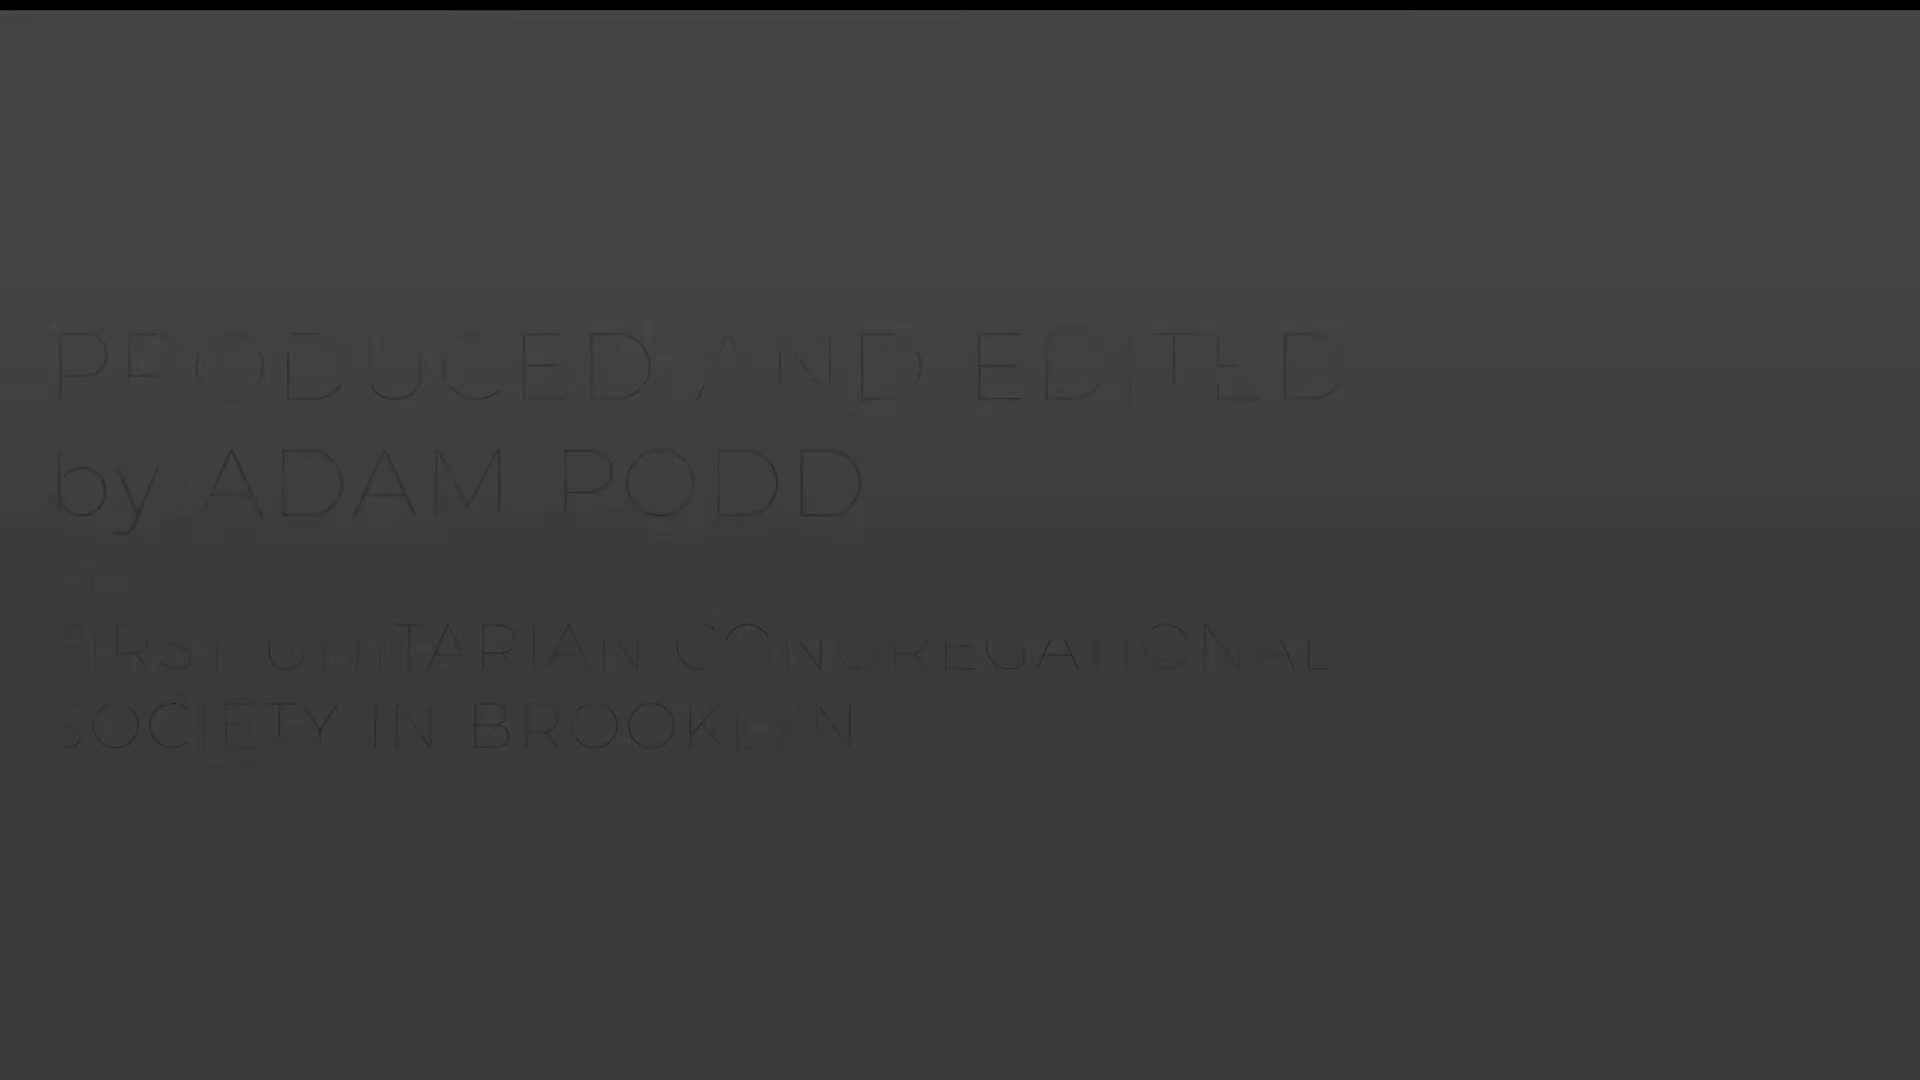 PRODUCED AND EDITED
by ADAM PODD
FIRST UNITARIAN CONGREGATIONAL
SOCIETY IN BROOKLYN